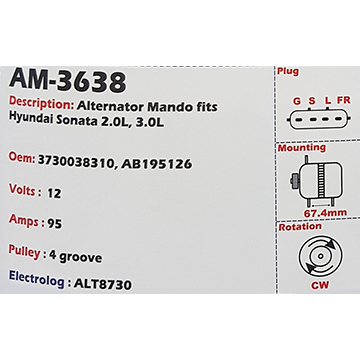 AM-3638
Description: Alternator Mando fits
Hyundai Sonata 2.0L, 3.0L
Oem: 3730038310, AB195126
Volts : 12
Amps : 95
Pulley : 4 groove
Electrolog : ALT8730
Plug
G S L FR
Mounting
67.4mm
Rotation
CW